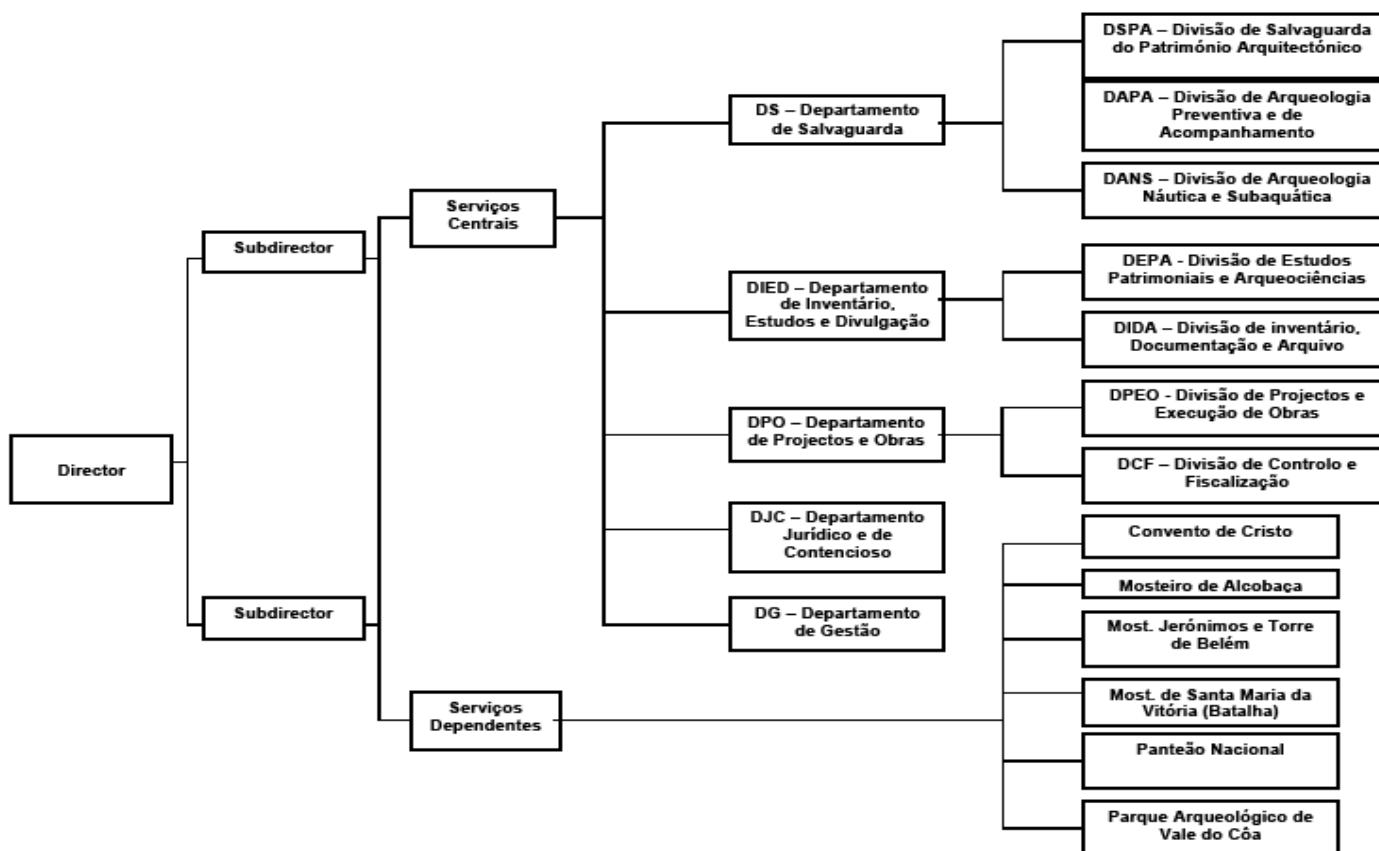 Director
Subdirector
Subdirector
Serviços
Centrais
Serviços
Dependentes
DS – Departamento
de Salvaguarda
DIED – Departamento
de Inventário,
Estudos e Divulgação
DPO – Departamento
de Projectos e Obras
DJC – Departamento
Jurídico e de
Contencioso
DG – Departamento
de Gestão
DSPA – Divisão de Salvaguarda
do Património Arquitectónico
DAPA – Divisão de Arqueologia
Preventiva e de
Acompanhamento
DANS – Divisão de Arqueologia
Náutica e Subaquática
DEPA - Divisão de Estudos
Patrimoniais e Arqueociências
DIDA – Divisão de inventário,
Documentação e Arquivo
DPEO - Divisão de Projectos e
Execução de Obras
DCF – Divisão de Controlo e
Fiscalização
Convento de Cristo
Mosteiro de Alcobaça
Most. Jerónimos e Torre
de Belém
Most. de Santa Maria da
Vitória (Batalha)
Panteão Nacional
Parque Arqueológico de
Vale do Côa